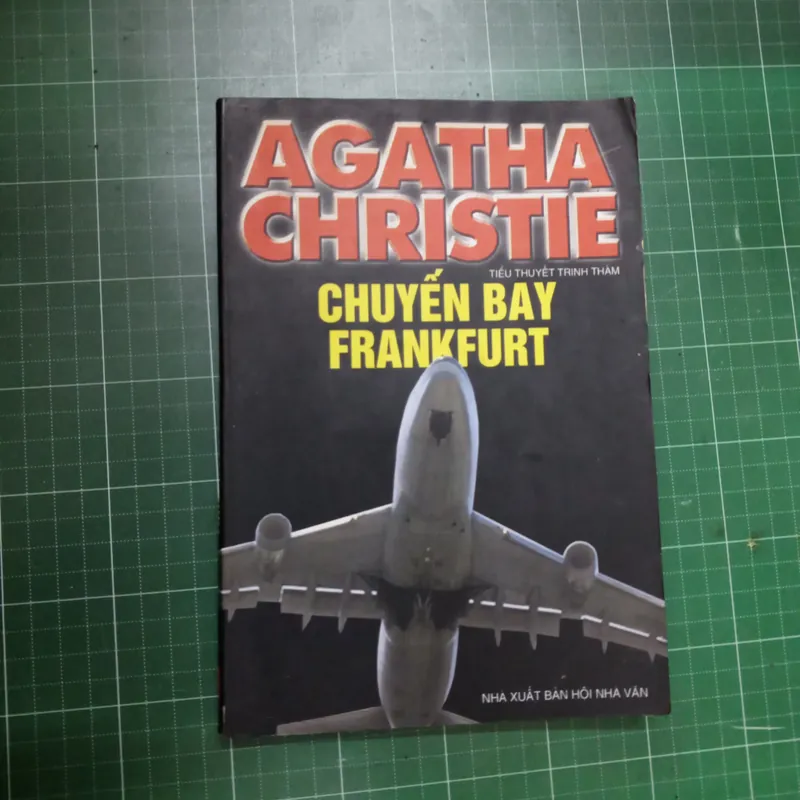 AGATHA
CHRISTIE
TIỂU THUYẾT TRINH THÁM
CHUYẾN BAY
FRANKFURT
NHÀ XUẤT BẢN HỘI NHÀ VĂN